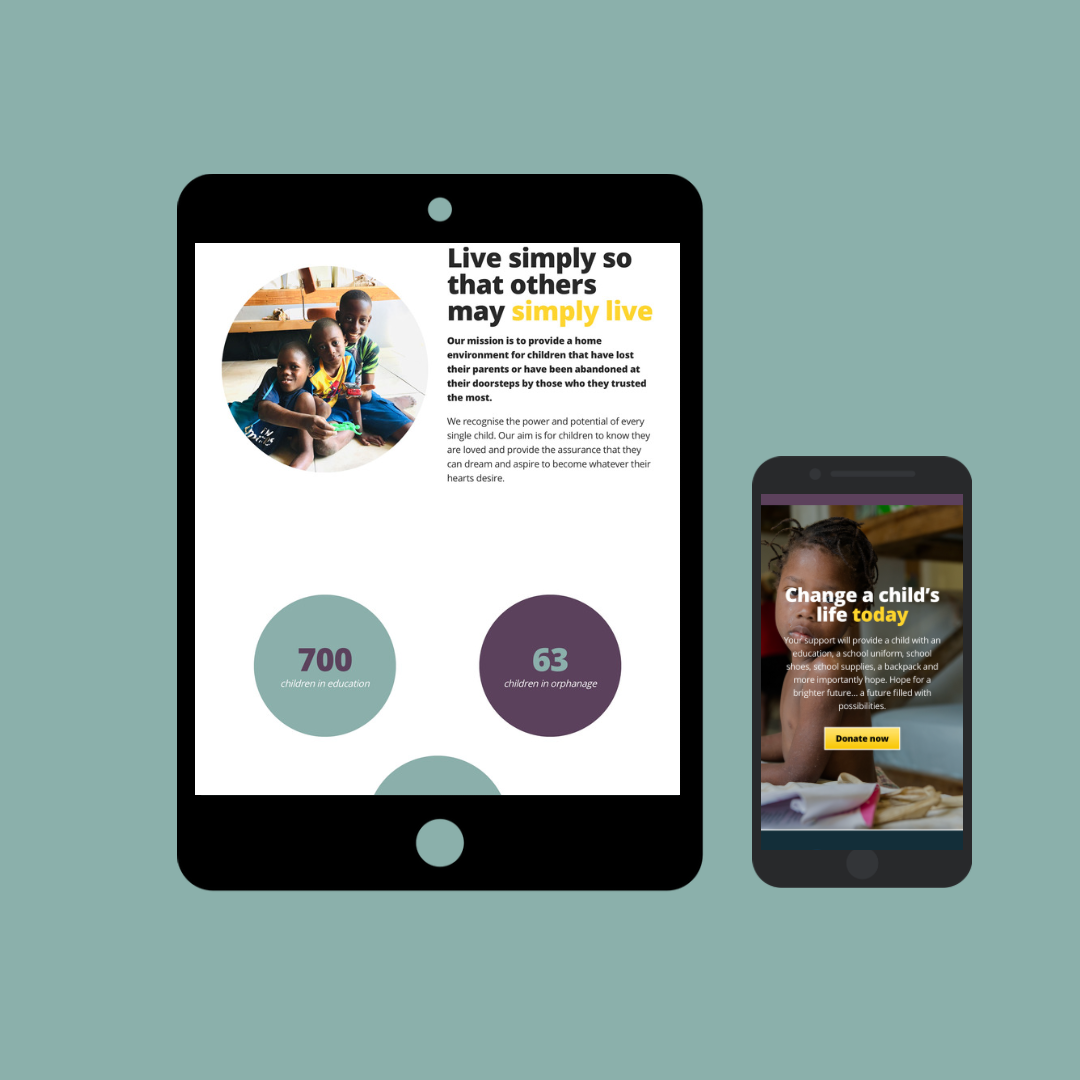 Live simply so
that others
may simply live
Our mission is to provide a home
environment for children that have lost
their parents or have been abandoned at
their doorsteps by those who they trusted
the most.
We recognise the power and potential of every
single child. Our aim is for children to know they
are loved and provide the assurance that they
can dream and aspire to become whatever their
hearts desire.
700
children in education
63
children in orphanage
Change a child's
life today
Your support will provide a child with an
education, a school uniform, school
shoes, school supplies, a backpack and
more importantly hope. Hope for a
brighter future... a future filled with
possibilities.
Donate now